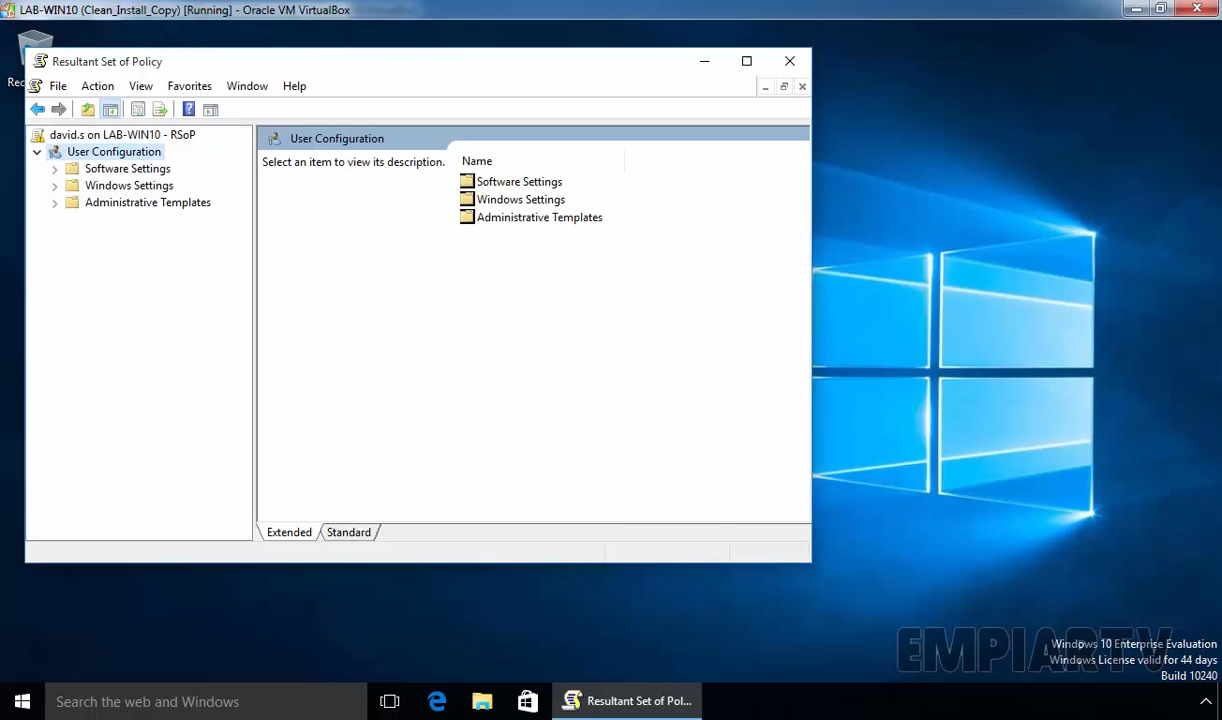 LAB-WIN10 (Clean_Install_Copy) [Running] - Oracle VM VirtualBox
Resultant Set of Policy
File Action View Favorites Window Help
david.s on LAB-WIN10 - RSoP
User Configuration
Software Settings
Windows Settings
Administrative Templates
User Configuration
Select an item to view its description.
Name
Software Settings
Windows Settings
Administrative Templates
Extended Standard
EMPIARTV
Windows 10 Enterprise Evaluation
Windows License valid for 44 days
Build 10240
Search the web and Windows
Resultant Set of Pol...